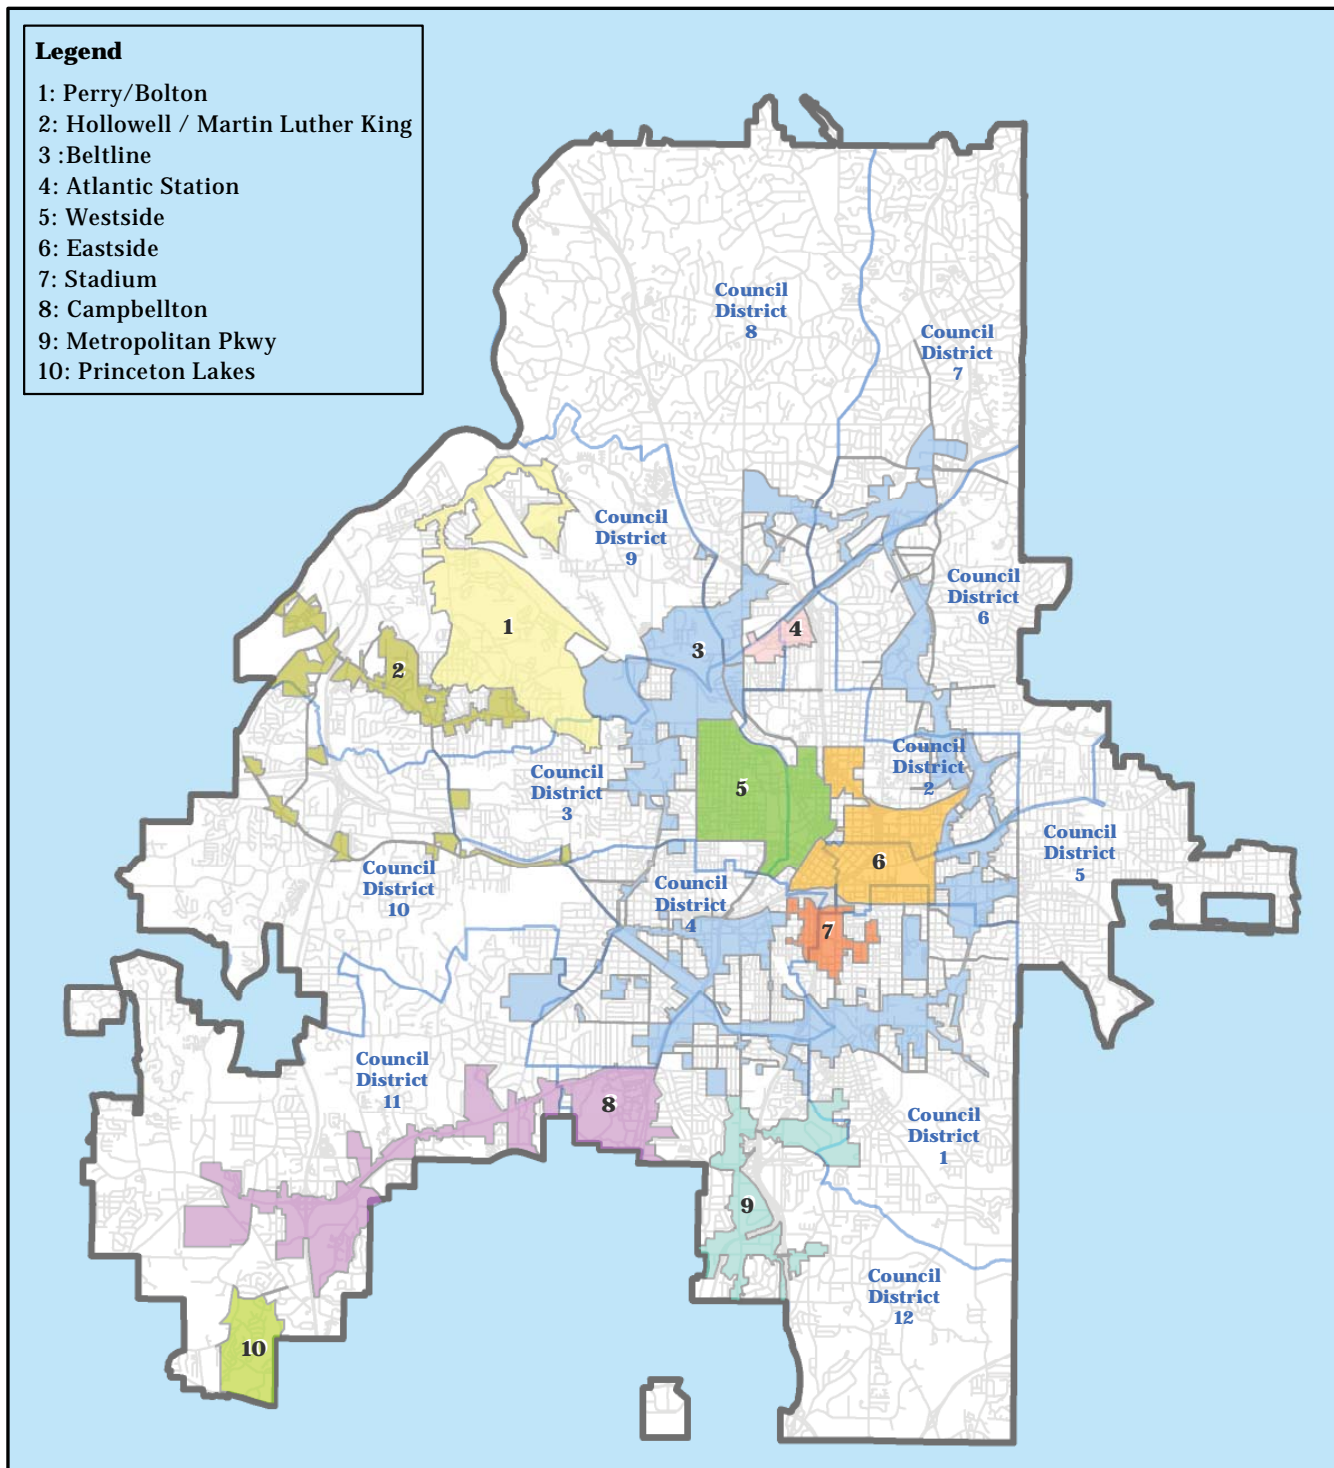 Legend
1: Perry/Bolton
2: Hollowell / Martin Luther King
3 :Beltline
4: Atlantic Station
5: Westside
6: Eastside
7: Stadium
8: Campbellton
9: Metropolitan Pkwy
10: Princeton Lakes
Council
District
8
Council
District
7
Council
District
9
Council
District
6
1
4
3
2
Council
District
2
Council
District
3
5
Council
District
5
6
Council
District
10
Council
District
4
7
Council
District
11
8
Council
District
1
9
Council
District
12
10